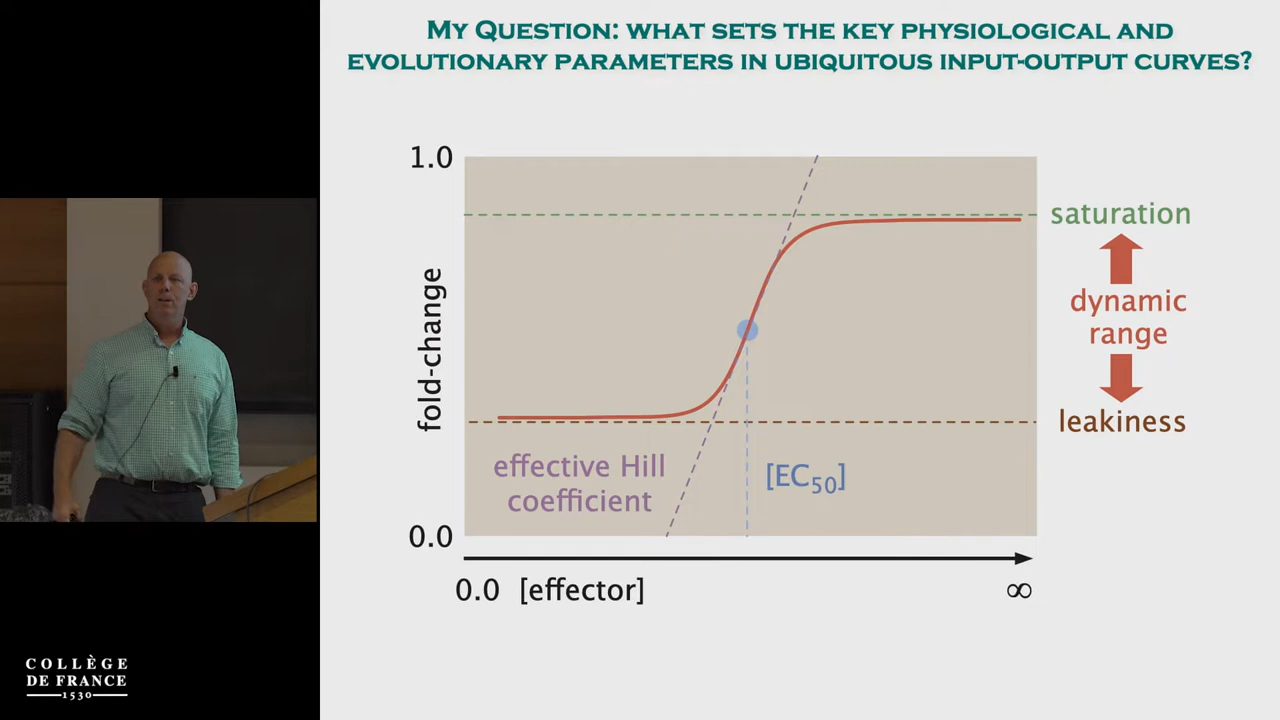 MY QUESTION: WHAT SETS THE KEY PHYSIOLOGICAL AND
EVOLUTIONARY PARAMETERS IN UBIQUITOUS INPUT-OUTPUT CURVES?
1.0
saturation
dynamic
range
fold-change
leakiness
effective Hill
coefficient
[EC50]
0.0
0.0 [effector] ∞
COLLÈGE
DE FRANCE
1530